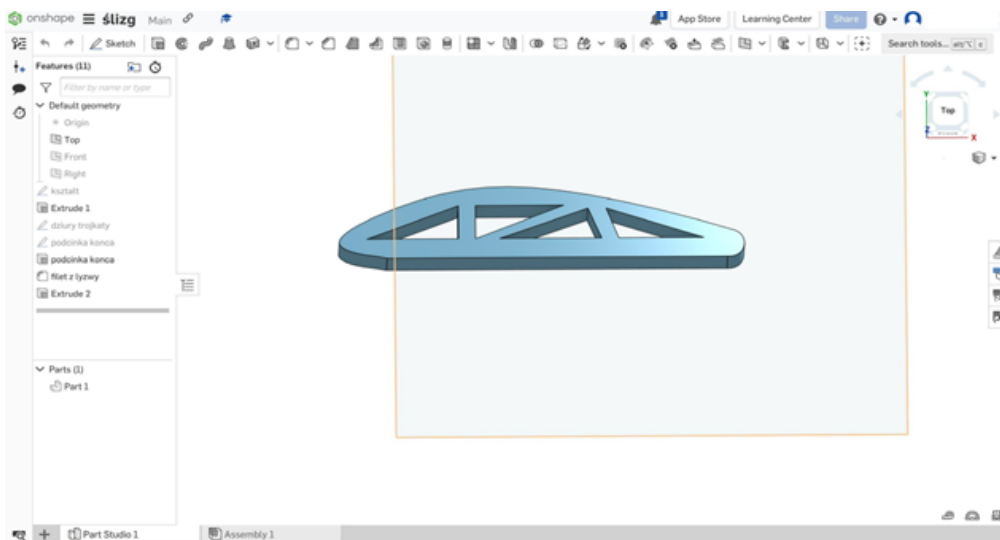 onshape ślizg Main App Store Learning Center Share
Sketch Search tools... alt/⌥ c
Features (11)
Filter by name or type
Default geometry
Origin
Top
Front
Right
kształt
Extrude 1
dziury trojkaty
podcinka konca
podcinka konca
filet z lyzwy
Extrude 2
Parts (1)
Part 1
Y
Top
Z
X
Part Studio 1 Assembly 1